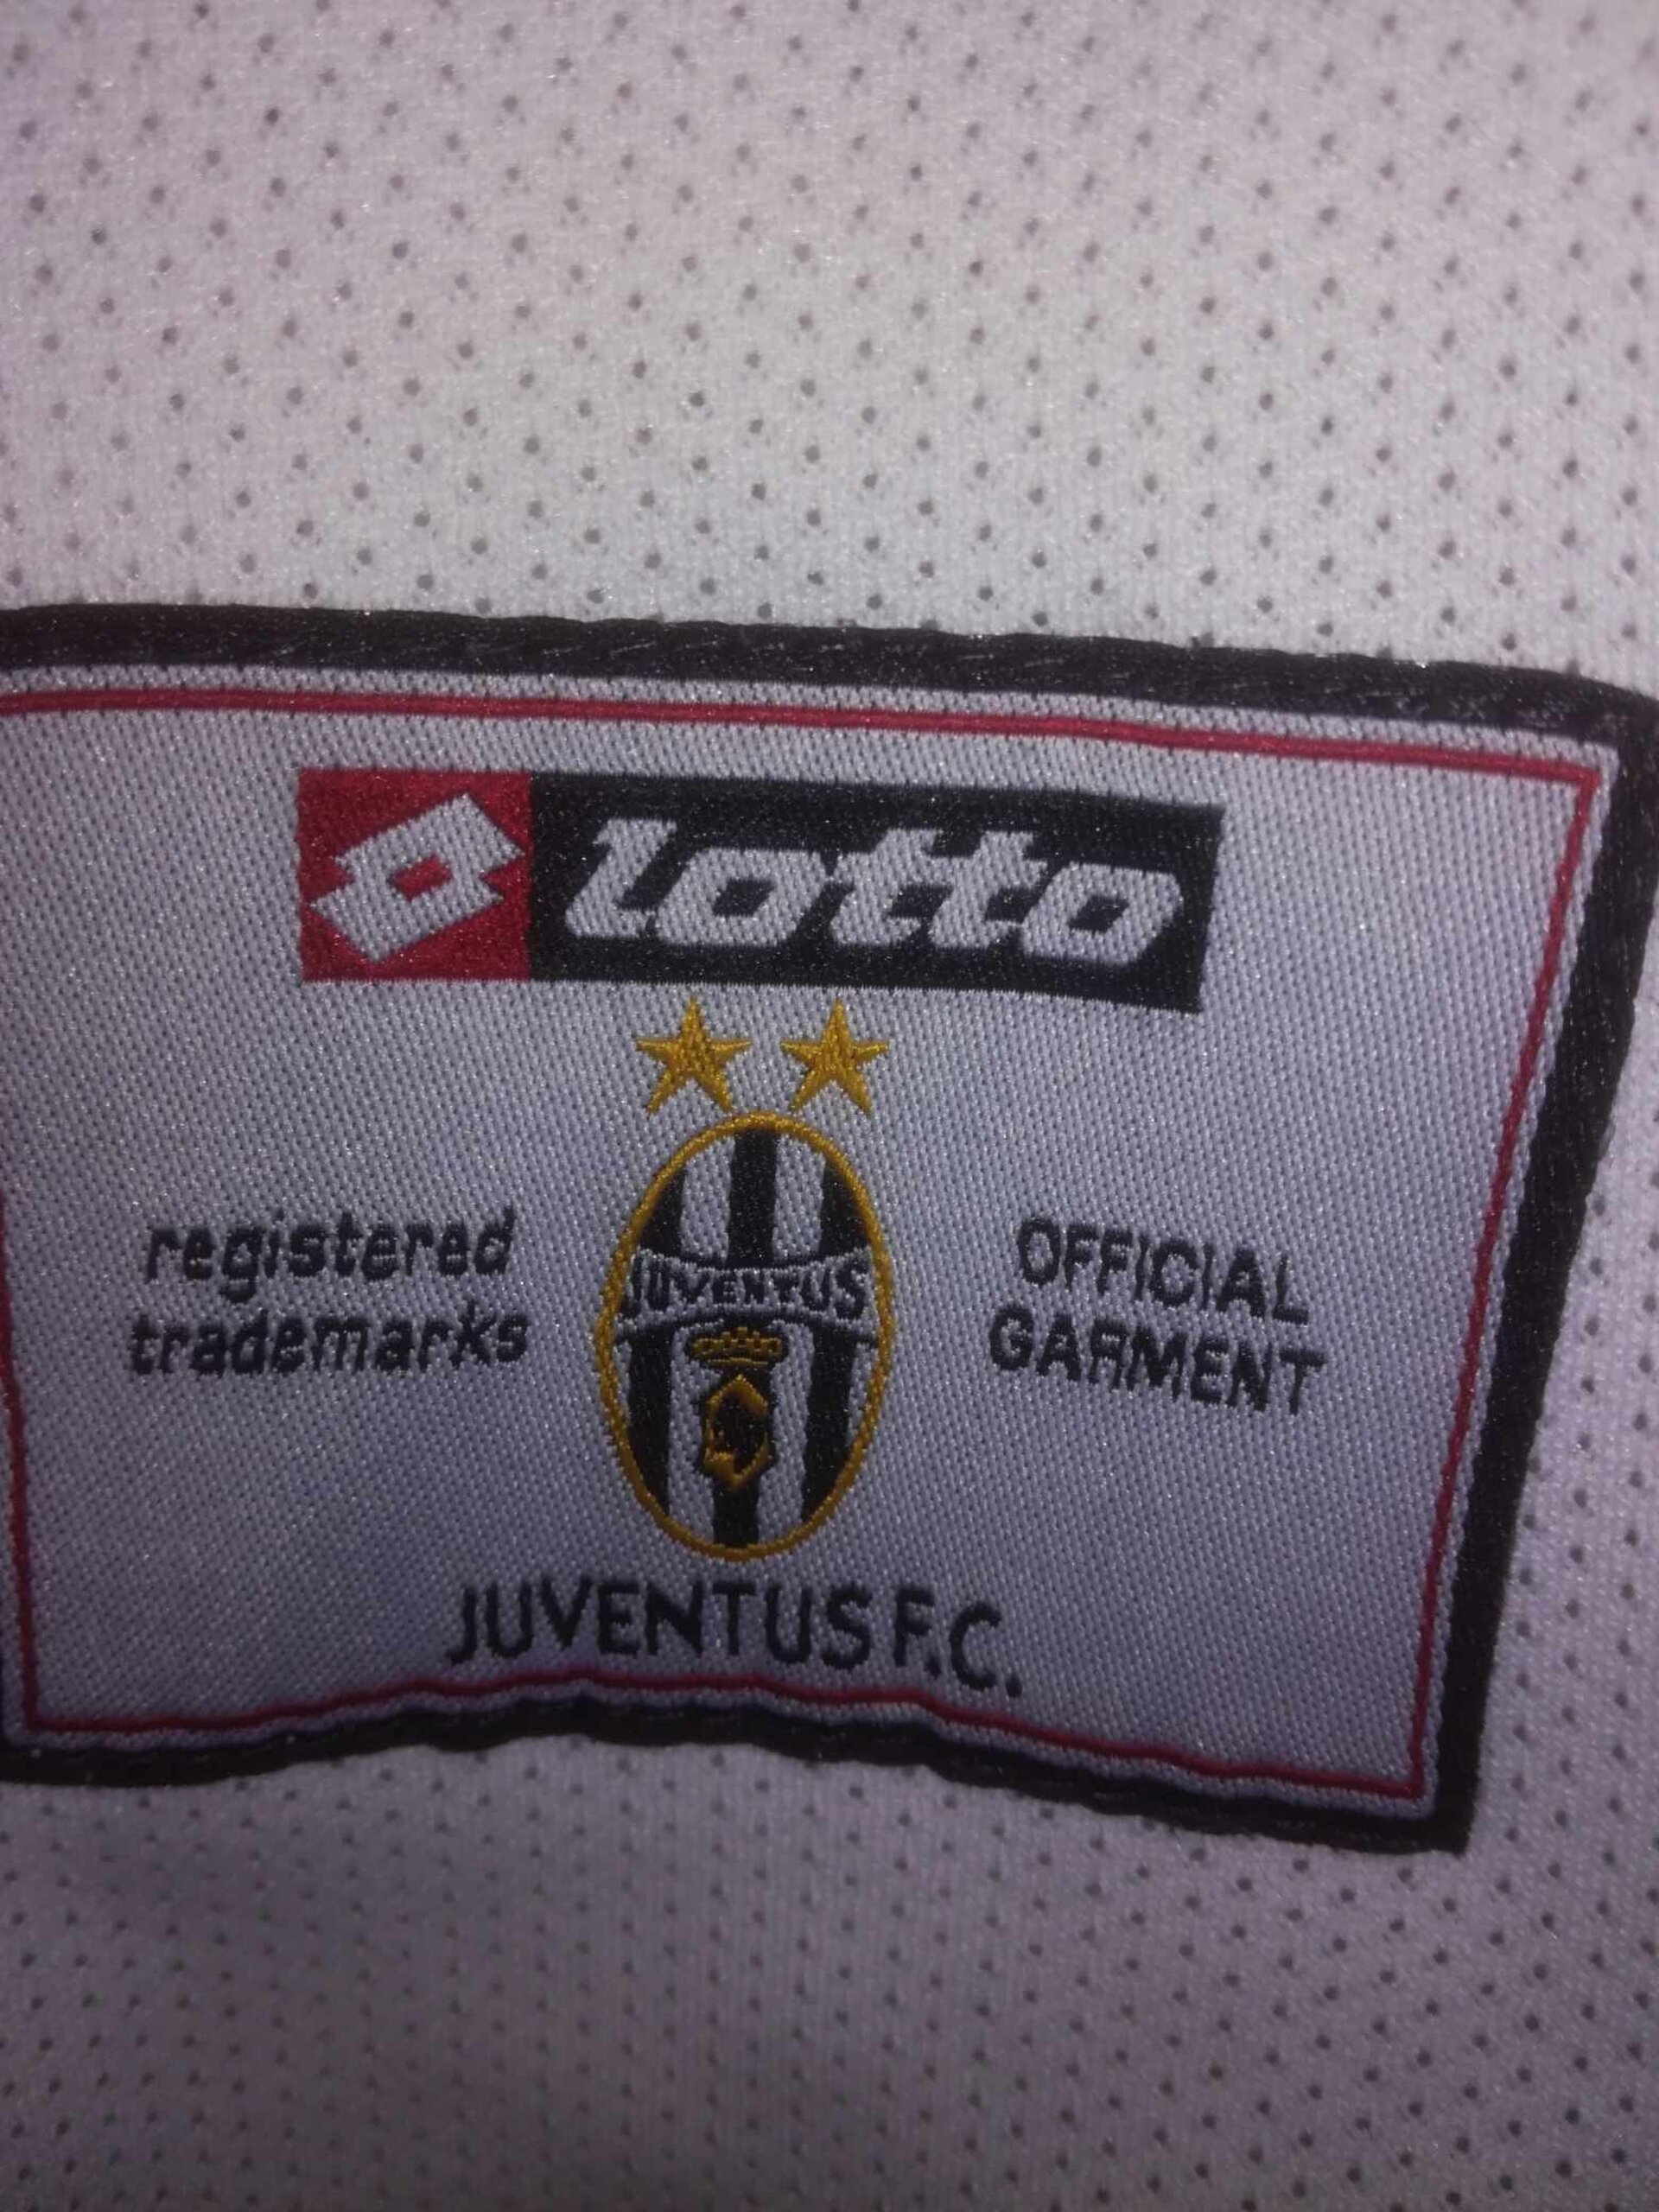 Lotto
registered
trademarks
JUVENTUS
OFFICIAL
GARMENT
JUVENTUS F.C.